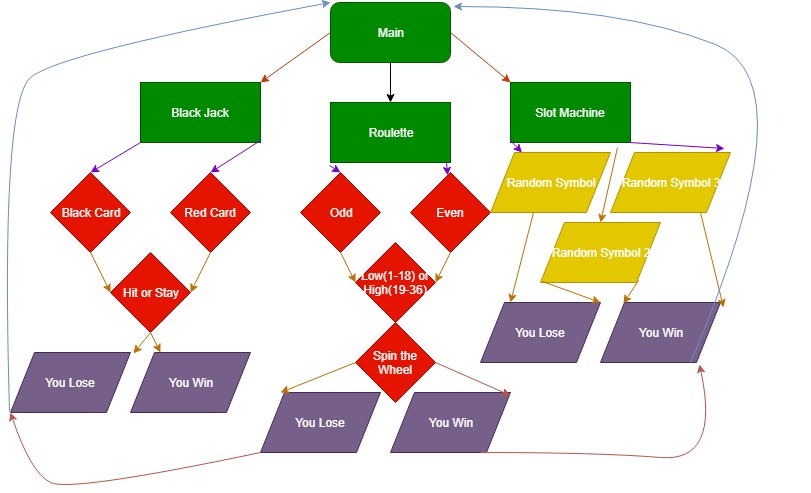 Main
Black Jack
Roulette
Slot Machine
Black Card
Red Card
Odd
Even
Random Symbol
Random Symbol 3
Random Symbol 2
Hit or Stay
Low(1-18) or
High(19-36)
You Lose
You Win
Spin the
Wheel
You Lose
You Win
You Lose
You Win